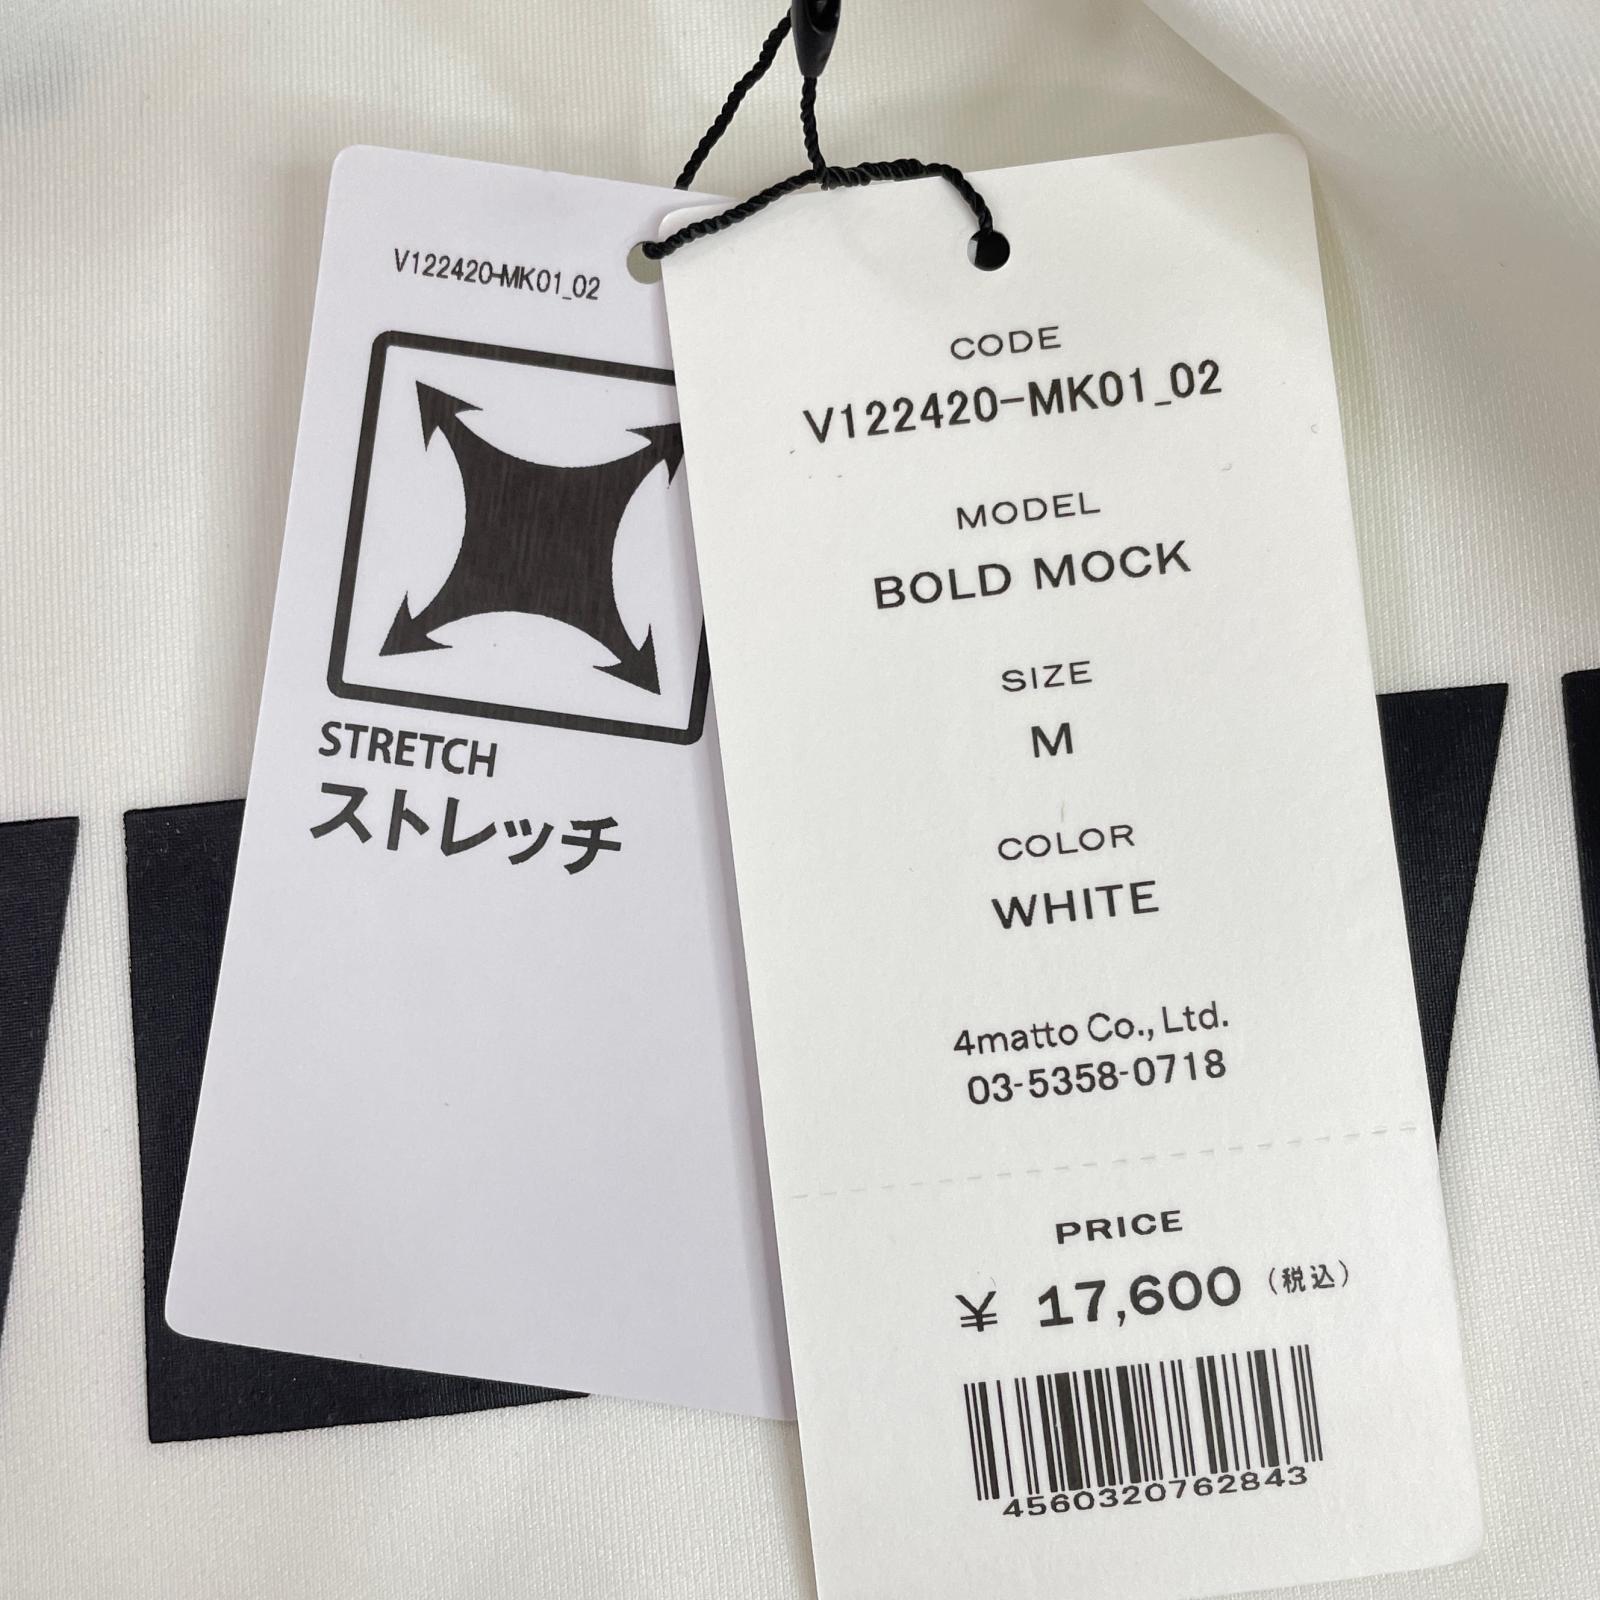 V122420-MK01_02
STRETCH
ストレッチ
CODE
V122420-MK01_02
MODEL
BOLD MOCK
SIZE
M
COLOR
WHITE
4matto Co., Ltd.
03-5358-0718
PRICE
¥ 17,600 (税込)
4560320762843